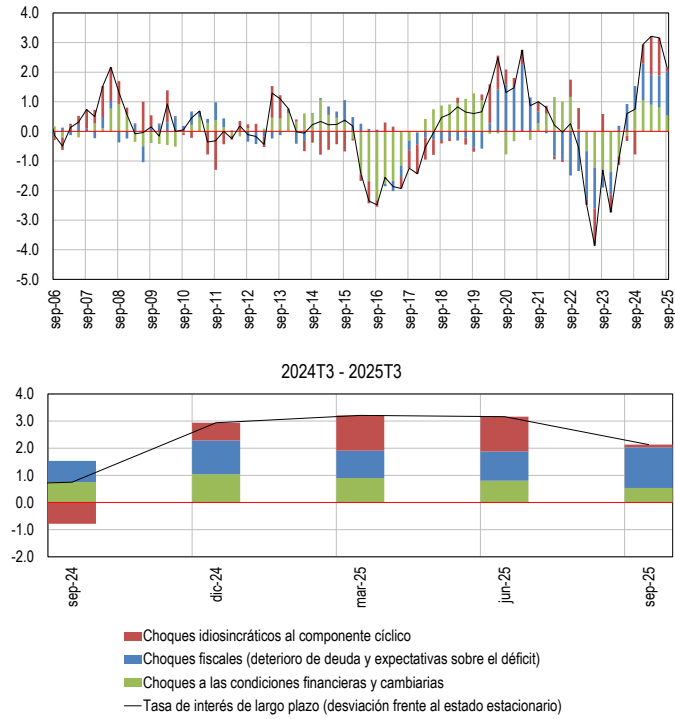 4.0
3.0
2.0
1.0
0.0
-1.0
-2.0
-3.0
-4.0
-5.0
sep-06
sep-07
sep-08
sep-09
sep-10
sep-11
sep-12
sep-13
sep-14
sep-15
sep-16
sep-17
sep-18
sep-19
sep-20
sep-21
sep-22
sep-23
sep-24
sep-25
2024T3 - 2025T3
4.0
3.0
2.0
1.0
0.0
-1.0
-2.0
sep-24
dic-24
mar-25
jun-25
sep-25
Choques idiosincráticos al componente cíclico
Choques fiscales (deterioro de deuda y expectativas sobre el déficit)
Choques a las condiciones financieras y cambiarias
Tasa de interés de largo plazo (desviación frente al estado estacionario)